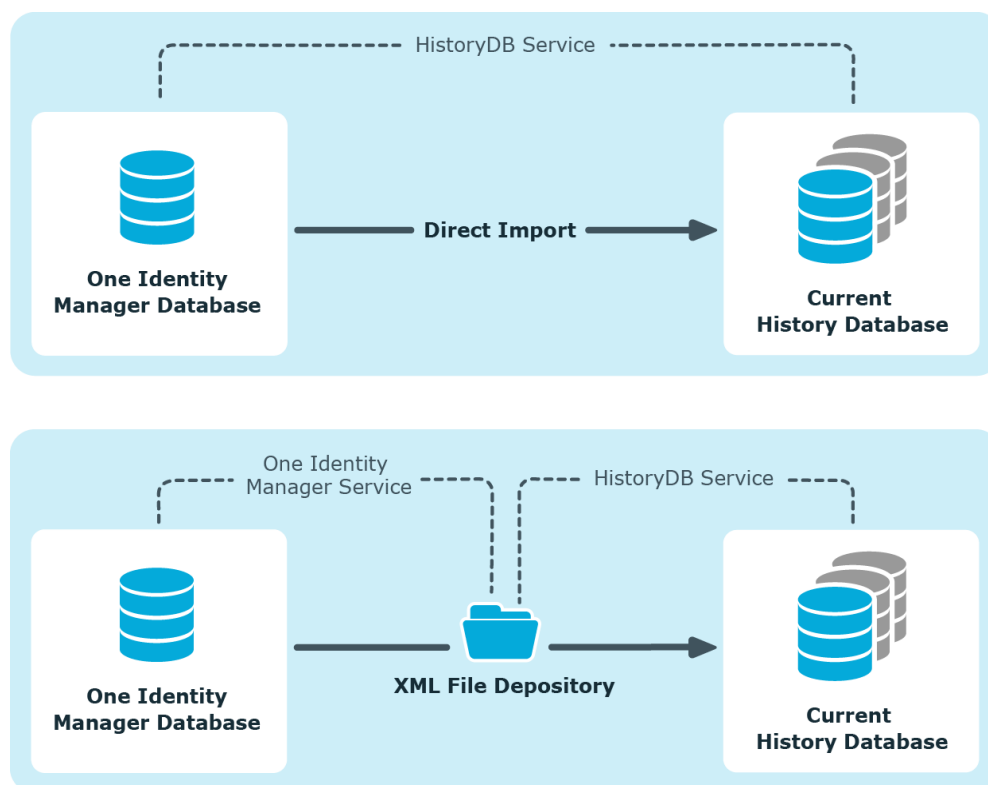 HistoryDB Service
One Identity
Manager Database
Direct Import
Current
History Database
One Identity
Manager Service
HistoryDB Service
One Identity
Manager Database
XML File Depository
Current
History Database